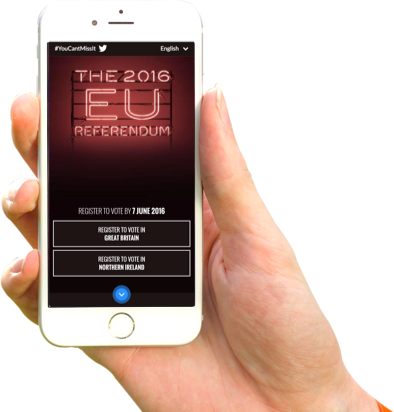 #YouCantMissIt English
THE 2016
EU
REFERENDUM
REGISTER TO VOTE BY 7 JUNE 2016
REGISTER TO VOTE IN
GREAT BRITAIN
REGISTER TO VOTE IN
NORTHERN IRELAND